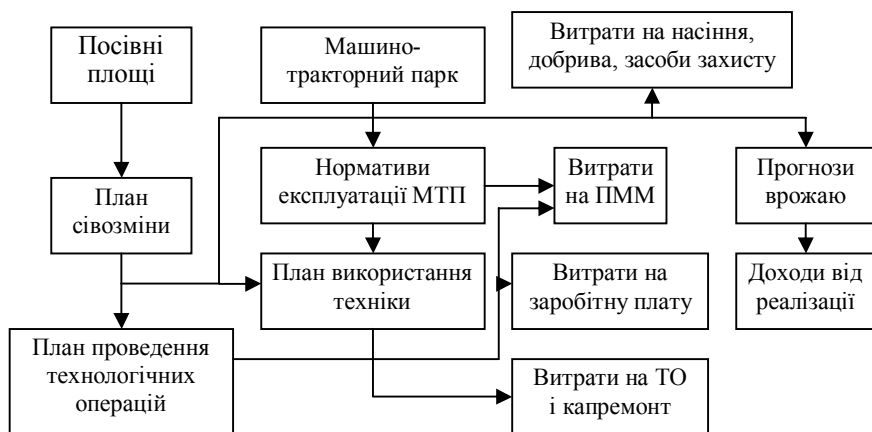 Посівні
площі
Машино-
тракторний парк
Витрати на насіння,
добрива, засоби захисту
План
сівозміни
Нормативи
експлуатації МТП
Витрати
на ПММ
Прогнози
врожаю
План використання
техніки
Витрати на
заробітну плату
Доходи від
реалізації
План проведення
технологічних
операцій
Витрати на ТО
і капремонт